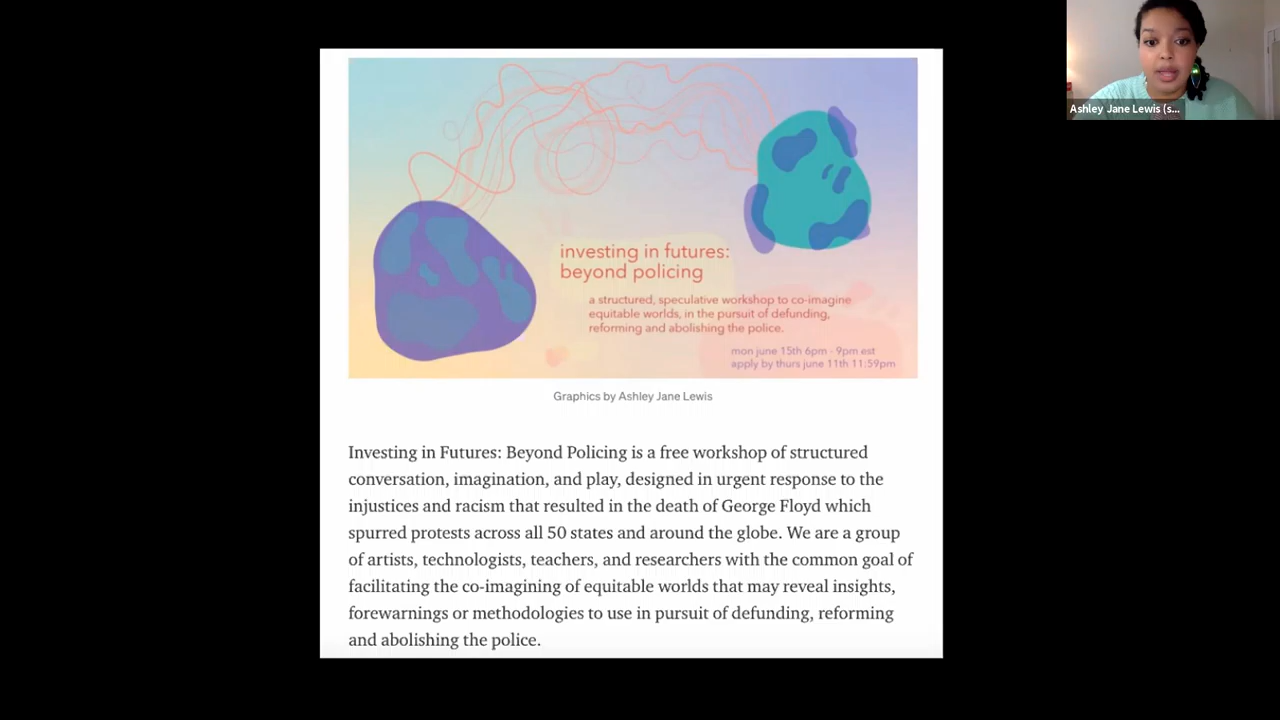 investing in futures:
beyond policing
a structured, speculative workshop to co-imagine
equitable worlds, in the pursuit of defunding,
reforming and abolishing the police.
mon june 15th 6pm - 9pm est
apply by thurs june 11th 11:59pm
Graphics by Ashley Jane Lewis
Investing in Futures: Beyond Policing is a free workshop of structured
conversation, imagination, and play, designed in urgent response to the
injustices and racism that resulted in the death of George Floyd which
spurred protests across all 50 states and around the globe. We are a group
of artists, technologists, teachers, and researchers with the common goal of
facilitating the co-imagining of equitable worlds that may reveal insights,
forewarnings or methodologies to use in pursuit of defunding, reforming
and abolishing the police.
Ashley Jane Lewis (s...